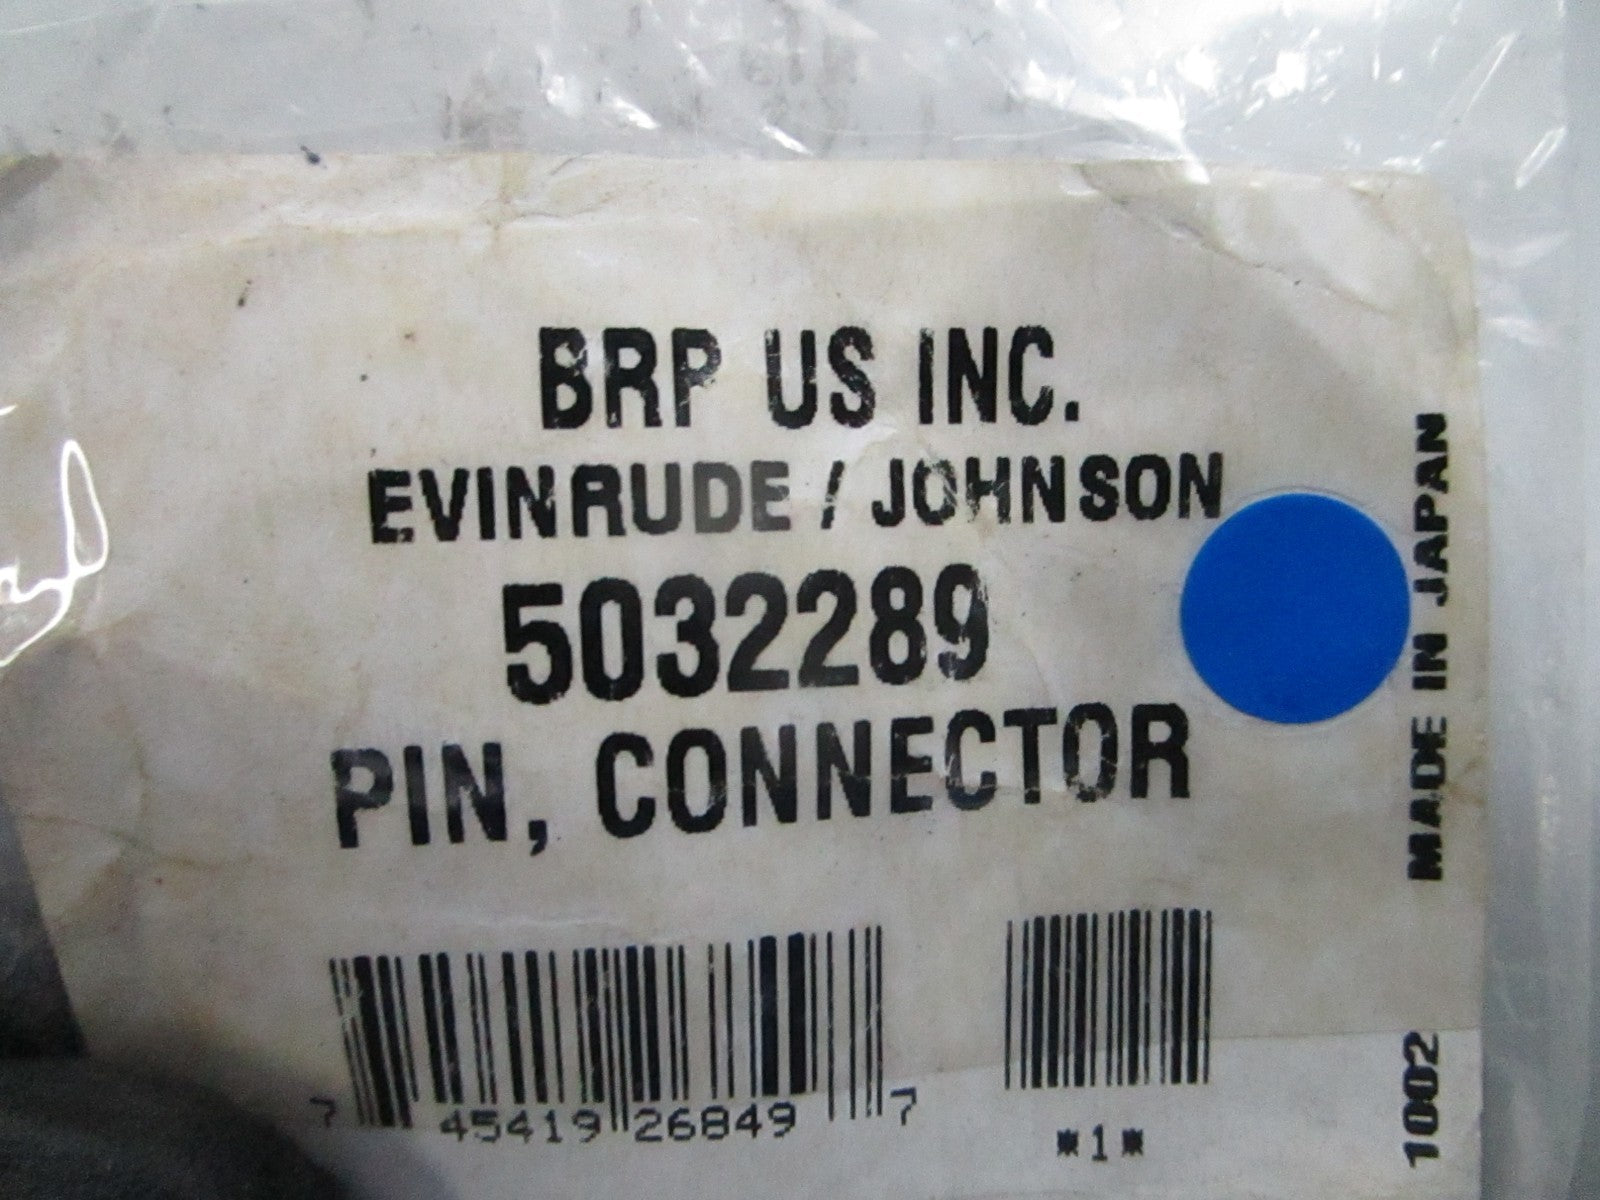 BRP US INC.
EVINRUDE / JOHNSON
5032289
PIN, CONNECTOR
MADE IN JAPAN
7 45419 26849 7
*1*
1002